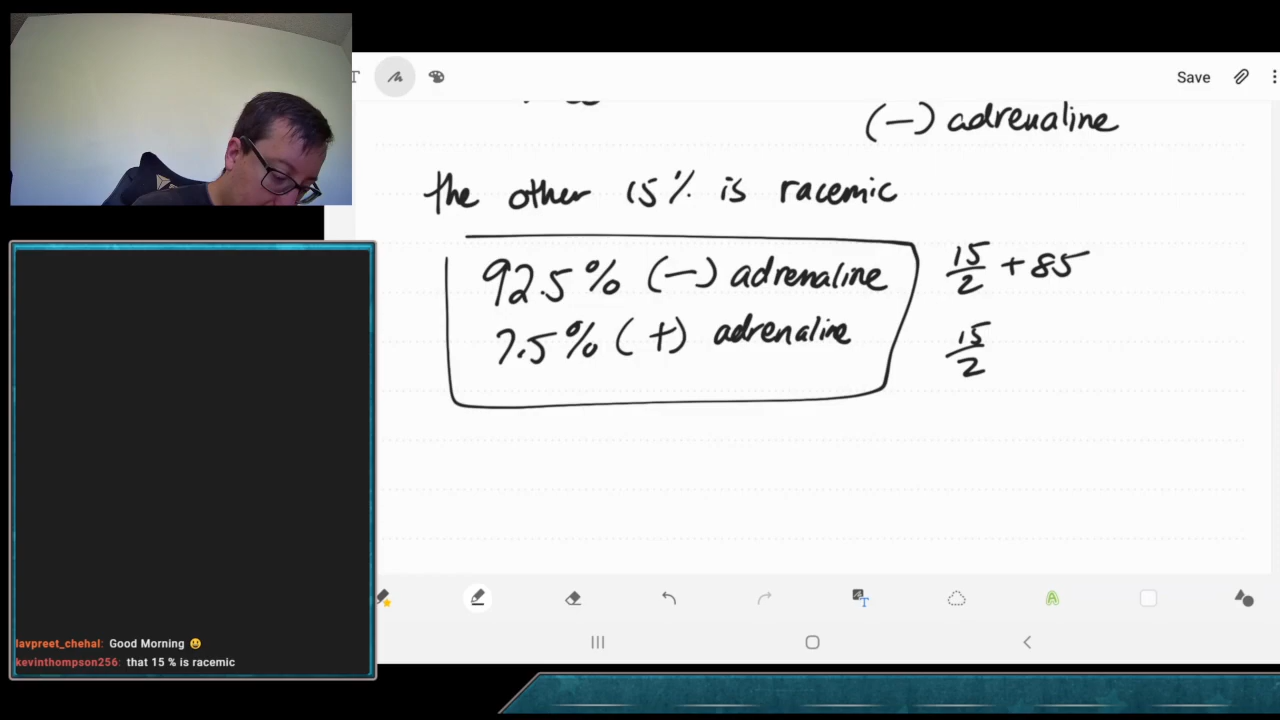 T
Save
(-) adrenaline
the other 15% is racemic
92.5% (-) adrenaline
7.5% (+) adrenaline
15/2 + 85
15/2
lavpreet_chehal: Good Morning 😃
kevinthompson256: that 15 % is racemic